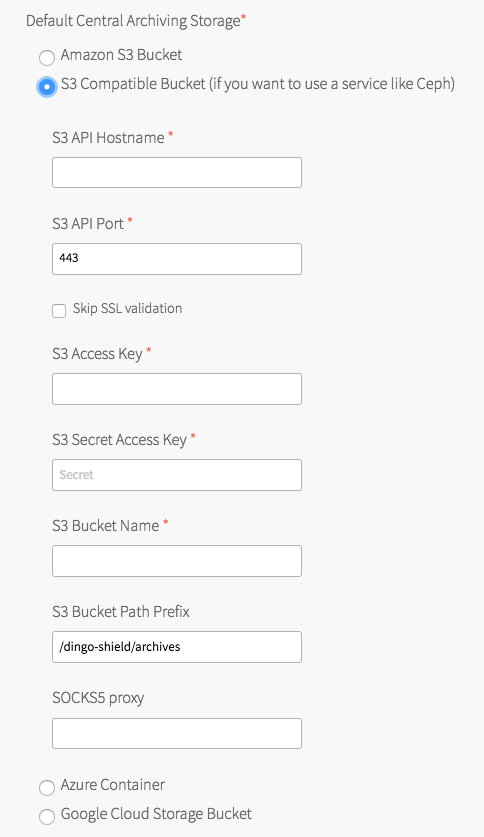 Default Central Archiving Storage*
Amazon S3 Bucket
S3 Compatible Bucket (if you want to use a service like Ceph)
S3 API Hostname *
S3 API Port *
443
Skip SSL validation
S3 Access Key *
S3 Secret Access Key *
Secret
S3 Bucket Name *
S3 Bucket Path Prefix
/dingo-shield/archives
SOCKS5 proxy
Azure Container
Google Cloud Storage Bucket